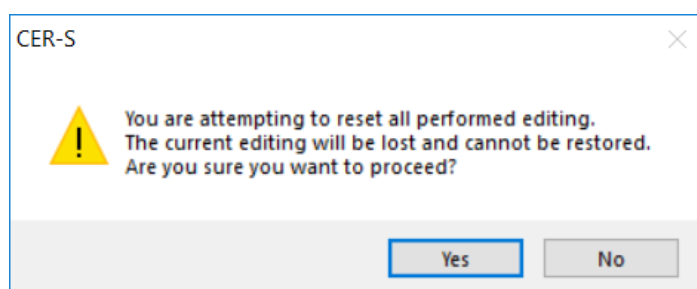 CER-S
You are attempting to reset all performed editing.
The current editing will be lost and cannot be restored.
Are you sure you want to proceed?
Yes
No